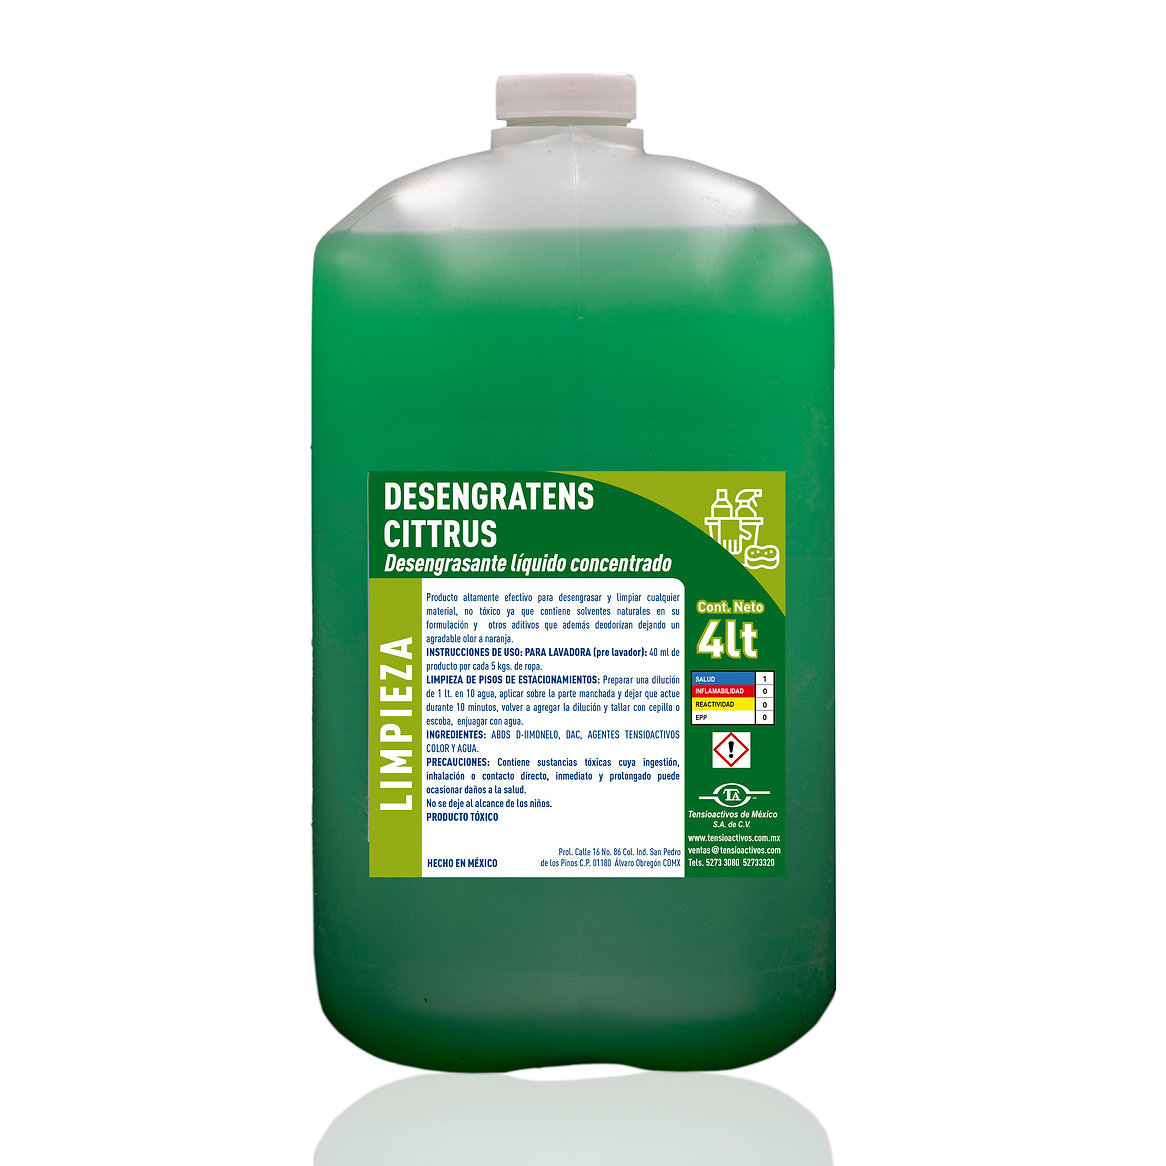 DESENGRATENS
CITTRUS
Desengrasante líquido concentrado
LIMPIEZA
Producto altamente efectivo para desengrasar y limpiar cualquier
material, no tóxico ya que contiene solventes naturales en su
formulación y otros aditivos que además deodorizan dejando un
agradable olor a naranja.
INSTRUCCIONES DE USO: PARA LAVADORA (pre lavador): 40 ml de
producto por cada 5 kgs. de ropa.
LIMPIEZA DE PISOS DE ESTACIONAMIENTOS: Preparar una dilución
de 1 lt. en 10 agua, aplicar sobre la parte manchada y dejar que actue
durante 10 minutos, volver a agregar la dilución y tallar con cepillo o
escoba, enjuagar con agua.
INGREDIENTES: ABDS D-LIMONELO, DAC, AGENTES TENSIOACTIVOS
COLOR Y AGUA.
PRECAUCIONES: Contiene sustancias tóxicas cuya ingestión,
inhalación o contacto directo, inmediato y prolongado puede
ocasionar daños a la salud.
No se deje al alcance de los niños.
PRODUCTO TÓXICO
HECHO EN MÉXICO
Prol. Calle 16 No. 86 Col. Ind. San Pedro
de los Pinos C.P. 01180 Álvaro Obregón CDMX
Cont. Neto
4lt
SALUD 1
INFLAMABILIDAD 0
REACTIVIDAD 0
EPP 0
TA
Tensioactivos de México
S.A. de C.V.
www.tensioactivos.com.mx
ventas@tensioactivos.com
Tels. 5273 3080 52733320